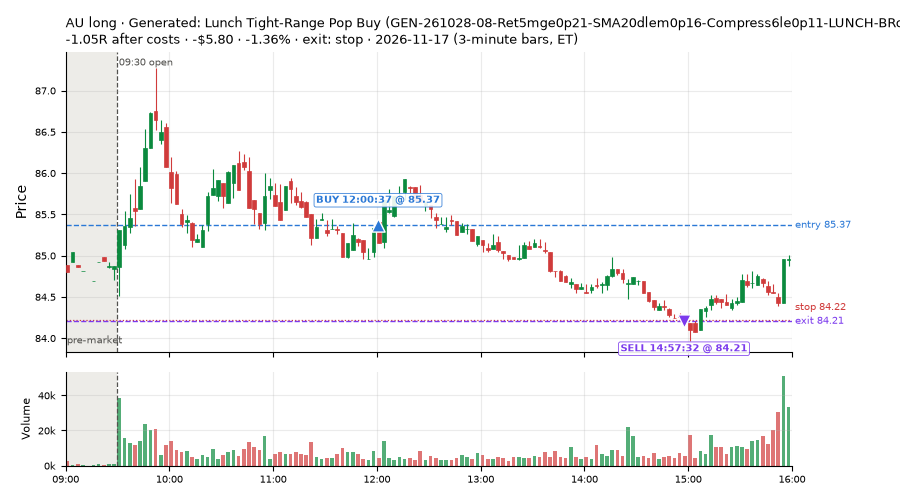 AU long · Generated: Lunch Tight-Range Pop Buy (GEN-261028-08-Ret5mge0p21-SMA20dlem0p16-Compress6le0p11-LUNCH-BRo
-1.05R after costs · -$5.80 · -1.36% · exit: stop · 2026-11-17 (3-minute bars, ET)
09:30 open
87.0
86.5
86.0
85.5
85.0
84.5
84.0
Price
BUY 12:00:37 @ 85.37
entry 85.37
stop 84.22
exit 84.21
pre-market
SELL 14:57:32 @ 84.21
40k
20k
0k
Volume
09:00
10:00
11:00
12:00
13:00
14:00
15:00
16:00